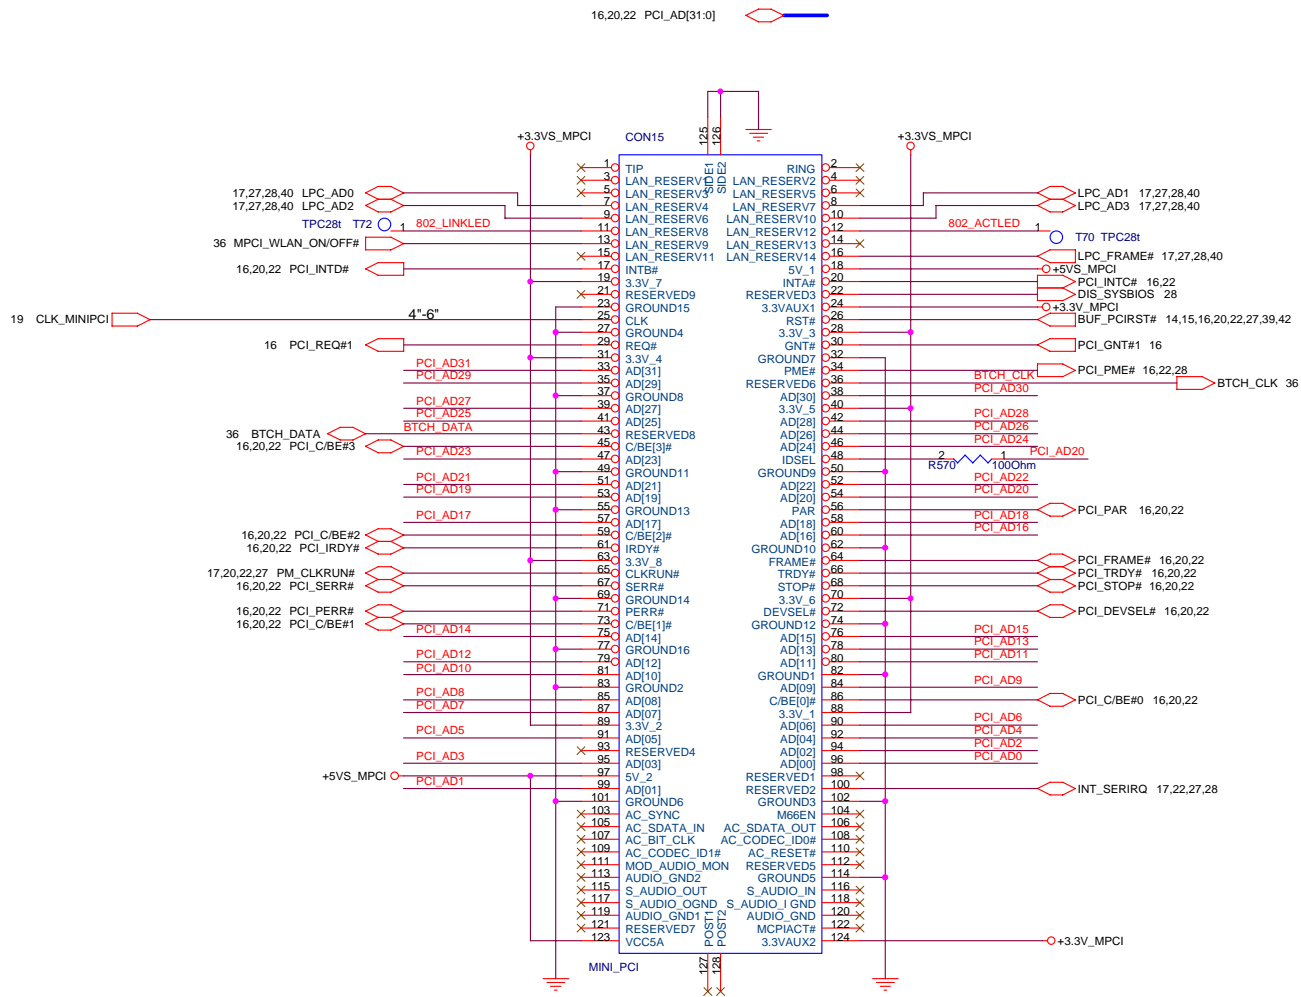 16,20,22 PCI_AD[31:0]
+3.3VS_MPCI CON15 125 126 +3.3VS_MPCI
SIDE1 SIDE2
1 TIP RING 2
3 LAN_RESERV1 LAN_RESERV2 4
5 LAN_RESERV3 LAN_RESERV5 6
17,27,28,40 LPC_AD0 7 LAN_RESERV4 LAN_RESERV7 8 LPC_AD1 17,27,28,40
17,27,28,40 LPC_AD2 9 LAN_RESERV6 LAN_RESERV10 10 LPC_AD3 17,27,28,40
TPC28t T72 1 802_LINKLED 11 LAN_RESERV8 LAN_RESERV12 12 802_ACTLED 1 T70 TPC28t
36 MPCI_WLAN_ON/OFF# 13 LAN_RESERV9 LAN_RESERV13 14
15 LAN_RESERV11 LAN_RESERV14 16 LPC_FRAME# 17,27,28,40
16,20,22 PCI_INTD# 17 INTB# 5V_1 18 +5VS_MPCI
19 3.3V_7 INTA# 20 PCI_INTC# 16,22
21 RESERVED9 RESERVED3 22 DIS_SYSBIOS 28
23 GROUND15 3.3VAUX1 24 +3.3V_MPCI
19 CLK_MINIPCI 4"-6" 25 CLK RST# 26 BUF_PCIRST# 14,15,16,20,22,27,39,42
27 GROUND4 3.3V_3 28
16 PCI_REQ#1 29 REQ# GNT# 30 PCI_GNT#1 16
31 3.3V_4 GROUND7 32
PCI_AD31 33 AD[31] PME# 34 PCI_PME# 16,22,28
PCI_AD29 35 AD[29] RESERVED6 36 BTCH_CLK BTCH_CLK 36
37 GROUND8 AD[30] 38 PCI_AD30
PCI_AD27 39 AD[27] 3.3V_5 40
PCI_AD25 41 AD[25] AD[28] 42 PCI_AD28
36 BTCH_DATA BTCH_DATA 43 RESERVED8 AD[26] 44 PCI_AD26
16,20,22 PCI_C/BE#3 45 C/BE[3]# AD[24] 46 PCI_AD24
PCI_AD23 47 AD[23] IDSEL 48 2 R570 100Ohm 1 PCI_AD20
49 GROUND11 GROUND9 50
PCI_AD21 51 AD[21] AD[22] 52 PCI_AD22
PCI_AD19 53 AD[19] AD[20] 54 PCI_AD20
55 GROUND13 PAR 56 PCI_PAR 16,20,22
PCI_AD17 57 AD[17] AD[18] 58 PCI_AD18
16,20,22 PCI_C/BE#2 59 C/BE[2]# AD[16] 60 PCI_AD16
16,20,22 PCI_IRDY# 61 IRDY# GROUND10 62
63 3.3V_8 FRAME# 64 PCI_FRAME# 16,20,22
17,20,22,27 PM_CLKRUN# 65 CLKRUN# TRDY# 66 PCI_TRDY# 16,20,22
16,20,22 PCI_SERR# 67 SERR# STOP# 68 PCI_STOP# 16,20,22
69 GROUND14 3.3V_6 70
16,20,22 PCI_PERR# 71 PERR# DEVSEL# 72 PCI_DEVSEL# 16,20,22
16,20,22 PCI_C/BE#1 73 C/BE[1]# GROUND12 74
PCI_AD14 75 AD[14] AD[15] 76 PCI_AD15
77 GROUND16 AD[13] 78 PCI_AD13
PCI_AD12 79 AD[12] AD[11] 80 PCI_AD11
PCI_AD10 81 AD[10] GROUND1 82
83 GROUND2 AD[09] 84 PCI_AD9
PCI_AD8 85 AD[08] C/BE[0]# 86 PCI_C/BE#0 16,20,22
PCI_AD7 87 AD[07] 3.3V_1 88
89 3.3V_2 AD[06] 90 PCI_AD6
PCI_AD5 91 AD[05] AD[04] 92 PCI_AD4
93 RESERVED4 AD[02] 94 PCI_AD2
PCI_AD3 95 AD[03] AD[00] 96 PCI_AD0
+5VS_MPCI 97 5V_2 RESERVED1 98
PCI_AD1 99 AD[01] RESERVED2 100 INT_SERIRQ 17,22,27,28
101 GROUND6 GROUND3 102
103 AC_SYNC M66EN 104
105 AC_SDATA_IN AC_SDATA_OUT 106
107 AC_BIT_CLK AC_CODEC_ID0# 108
109 AC_CODEC_ID1# AC_RESET# 110
111 MOD_AUDIO_MON RESERVED5 112
113 AUDIO_GND2 GROUND5 114
115 S_AUDIO_OUT S_AUDIO_IN 116
117 S_AUDIO_OGND S_AUDIO_I GND 118
119 AUDIO_GND1 AUDIO_GND 120
121 RESERVED7 MCPIACT# 122
123 VCC5A 3.3VAUX2 124 +3.3V_MPCI
POST1 POST2
MINI_PCI 127 128